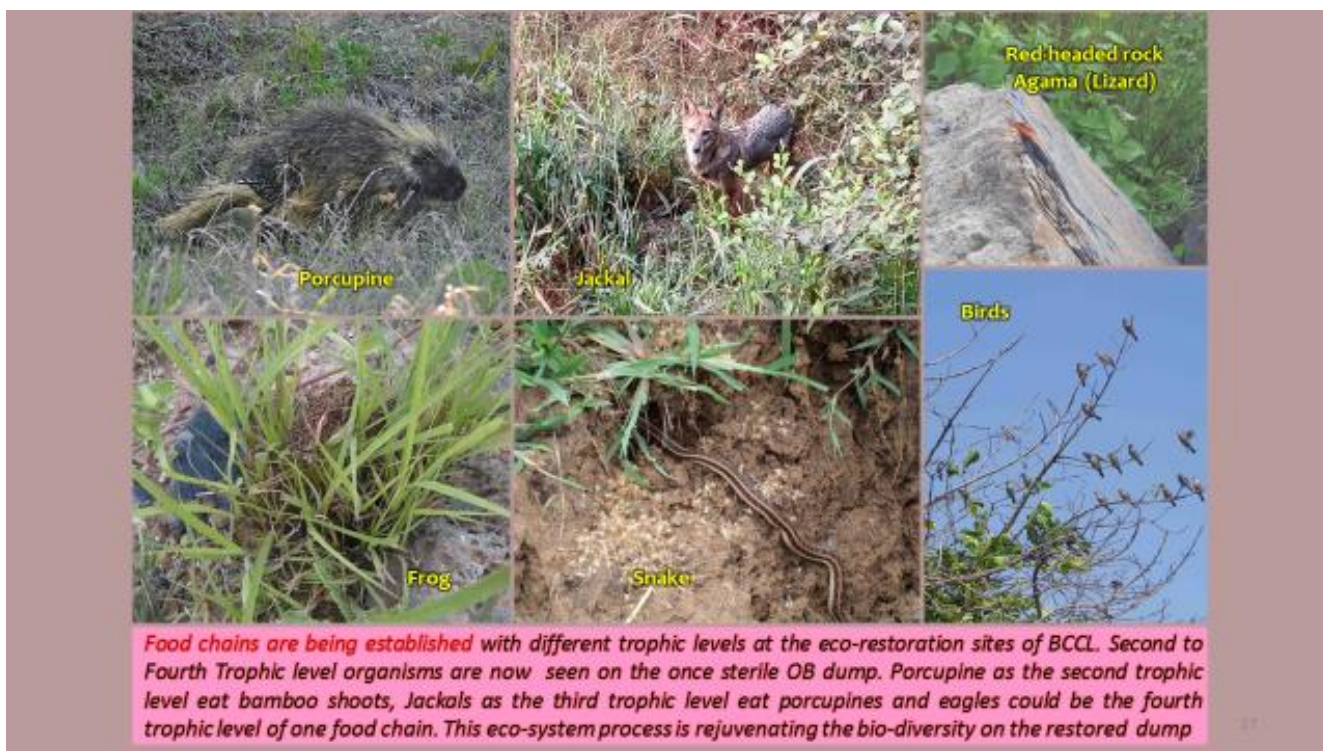 Porcupine
Jackal
Red-headed rock
Agama (Lizard)
Birds
Frog
Snake
Food chains are being established with different trophic levels at the eco-restoration sites of BCCL. Second to
Fourth Trophic level organisms are now seen on the once sterile OB dump. Porcupine as the second trophic
level eat bamboo shoots, Jackals as the third trophic level eat porcupines and eagles could be the fourth
trophic level of one food chain. This eco-system process is rejuvenating the bio-diversity on the restored dump